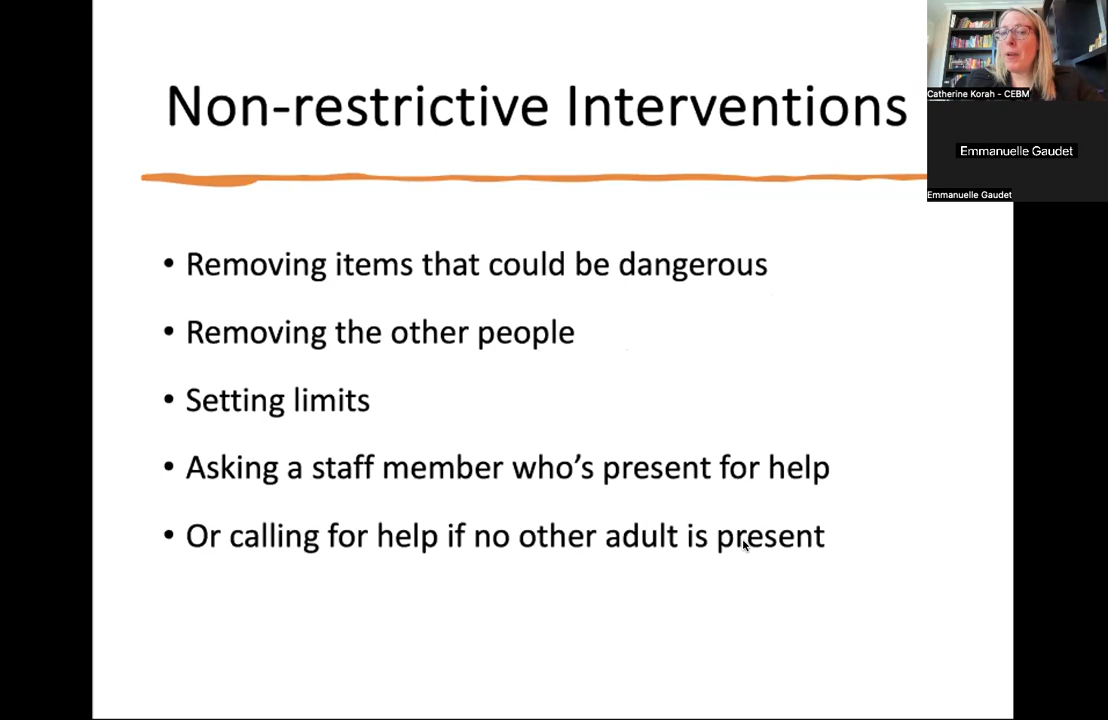 Non-restrictive Interventions
Catherine Korah - CEBM
Emmanuelle Gaudet
Emmanuelle Gaudet
• Removing items that could be dangerous
• Removing the other people
• Setting limits
• Asking a staff member who’s present for help
• Or calling for help if no other adult is present